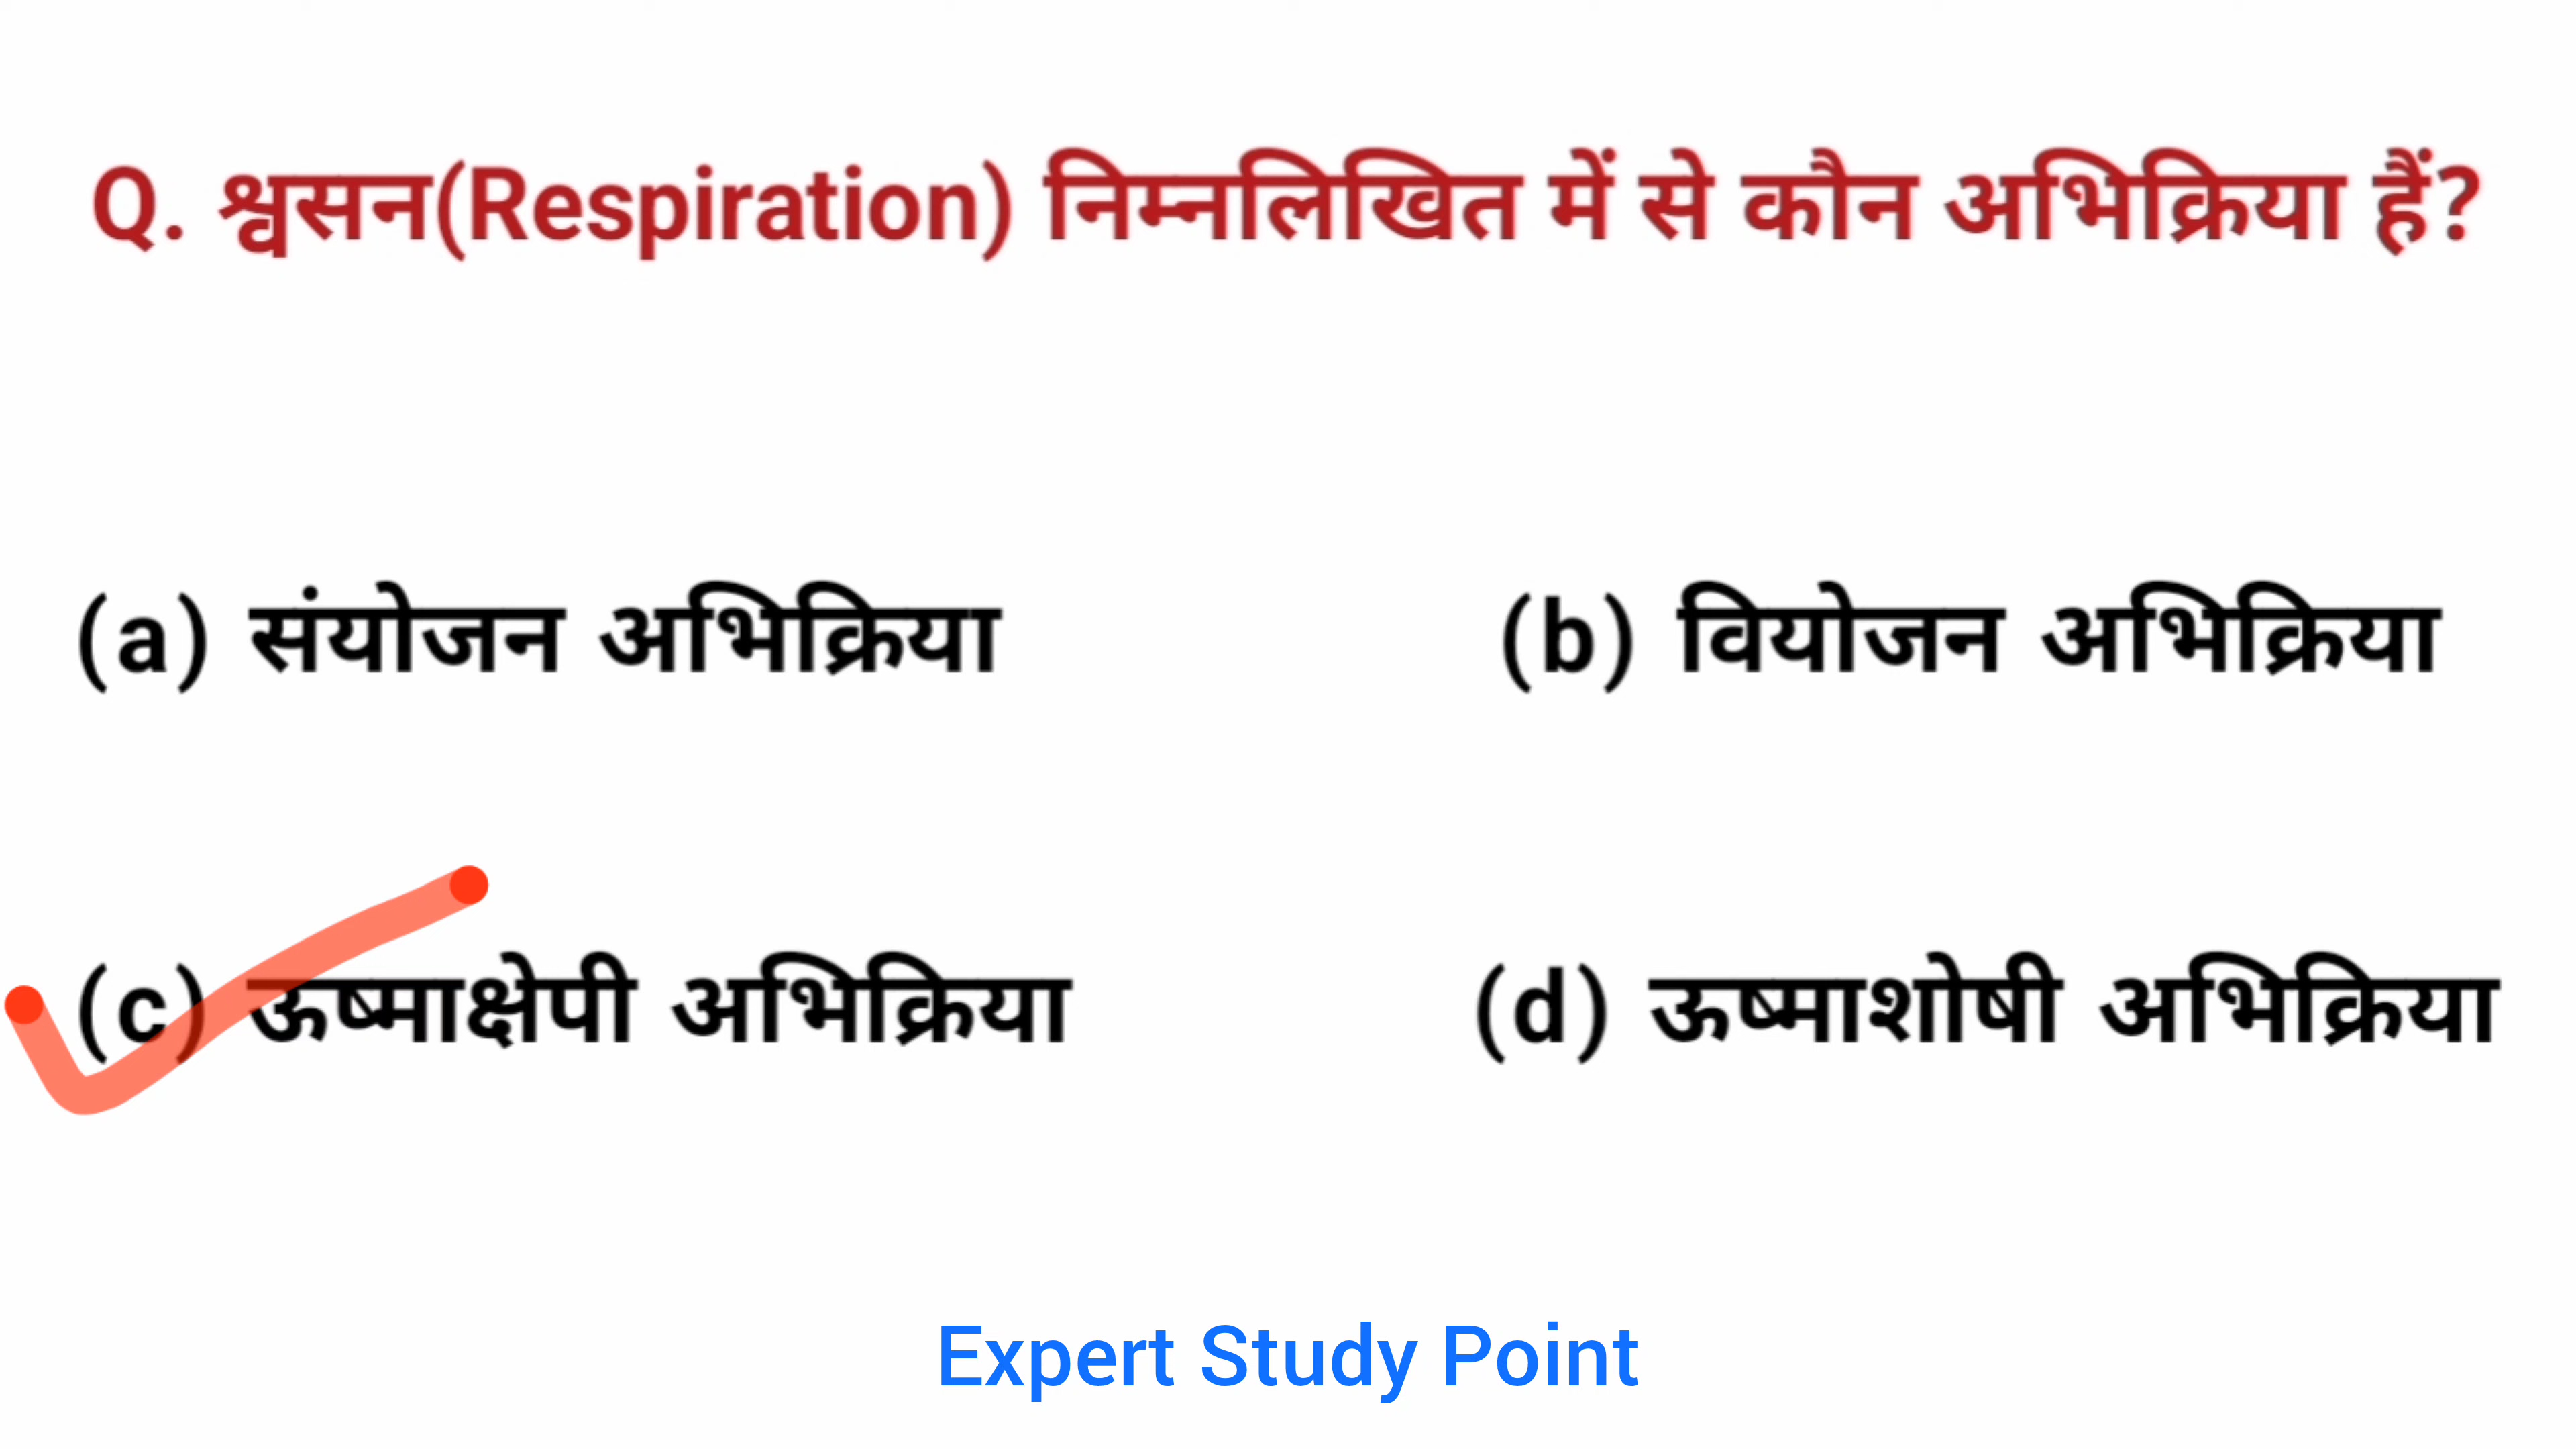 Q. श्वसन(Respiration) निम्नलिखित में से कौन अभिक्रिया हैं?
(a) संयोजन अभिक्रिया (b) वियोजन अभिक्रिया
(c) ऊष्माक्षेपी अभिक्रिया (d) ऊष्माशोषी अभिक्रिया
Expert Study Point